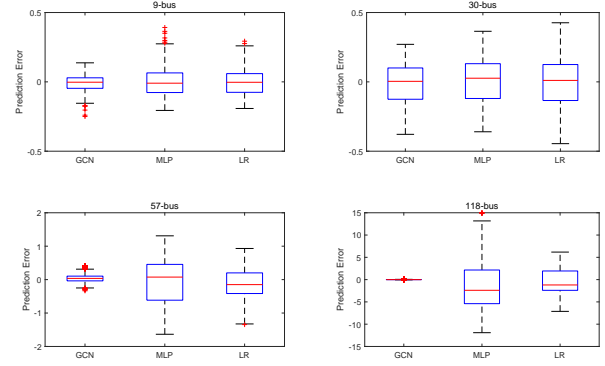 9-bus
0.5
0
-0.5
Prediction Error
GCN MLP LR
30-bus
0.5
0
-0.5
Prediction Error
GCN MLP LR
57-bus
2
1
0
-1
-2
Prediction Error
GCN MLP LR
118-bus
15
10
5
0
-5
-10
-15
Prediction Error
GCN MLP LR